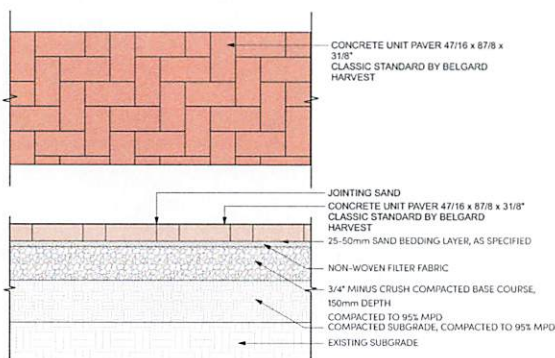 CONCRETE UNIT PAVER 47/16 x 87/8 x
31/8"
CLASSIC STANDARD BY BELGARD
HARVEST
JOINTING SAND
CONCRETE UNIT PAVER 47/16 x 87/8 x 31/8"
CLASSIC STANDARD BY BELGARD
HARVEST
25-50mm SAND BEDDING LAYER, AS SPECIFIED
NON-WOVEN FILTER FABRIC
3/4" MINUS CRUSH COMPACTED BASE COURSE,
150mm DEPTH
COMPACTED TO 95% MPD
COMPACTED SUBGRADE, COMPACTED TO 95% MPD
EXISTING SUBGRADE